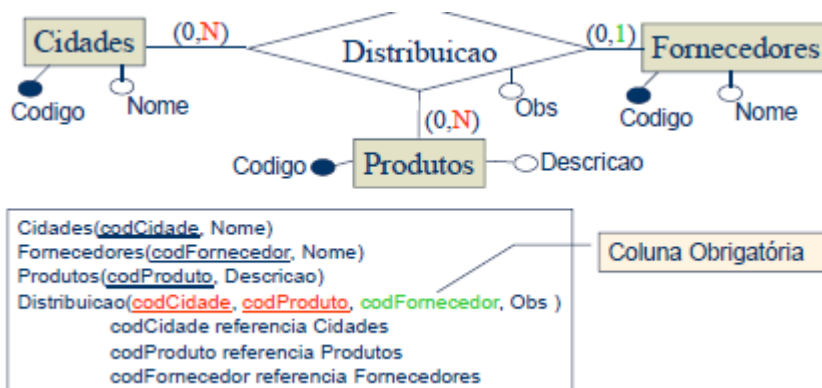 Cidades (0,N) Distribuicao (0,1) Fornecedores
Codigo Nome Obs Codigo Nome
(0,N)
Codigo Produtos Descricao
Cidades(codCidade, Nome)
Fornecedores(codFornecedor, Nome)
Produtos(codProduto, Descricao)
Distribuicao(codCidade, codProduto, codFornecedor, Obs )
codCidade referencia Cidades
codProduto referencia Produtos
codFornecedor referencia Fornecedores
Coluna Obrigatória